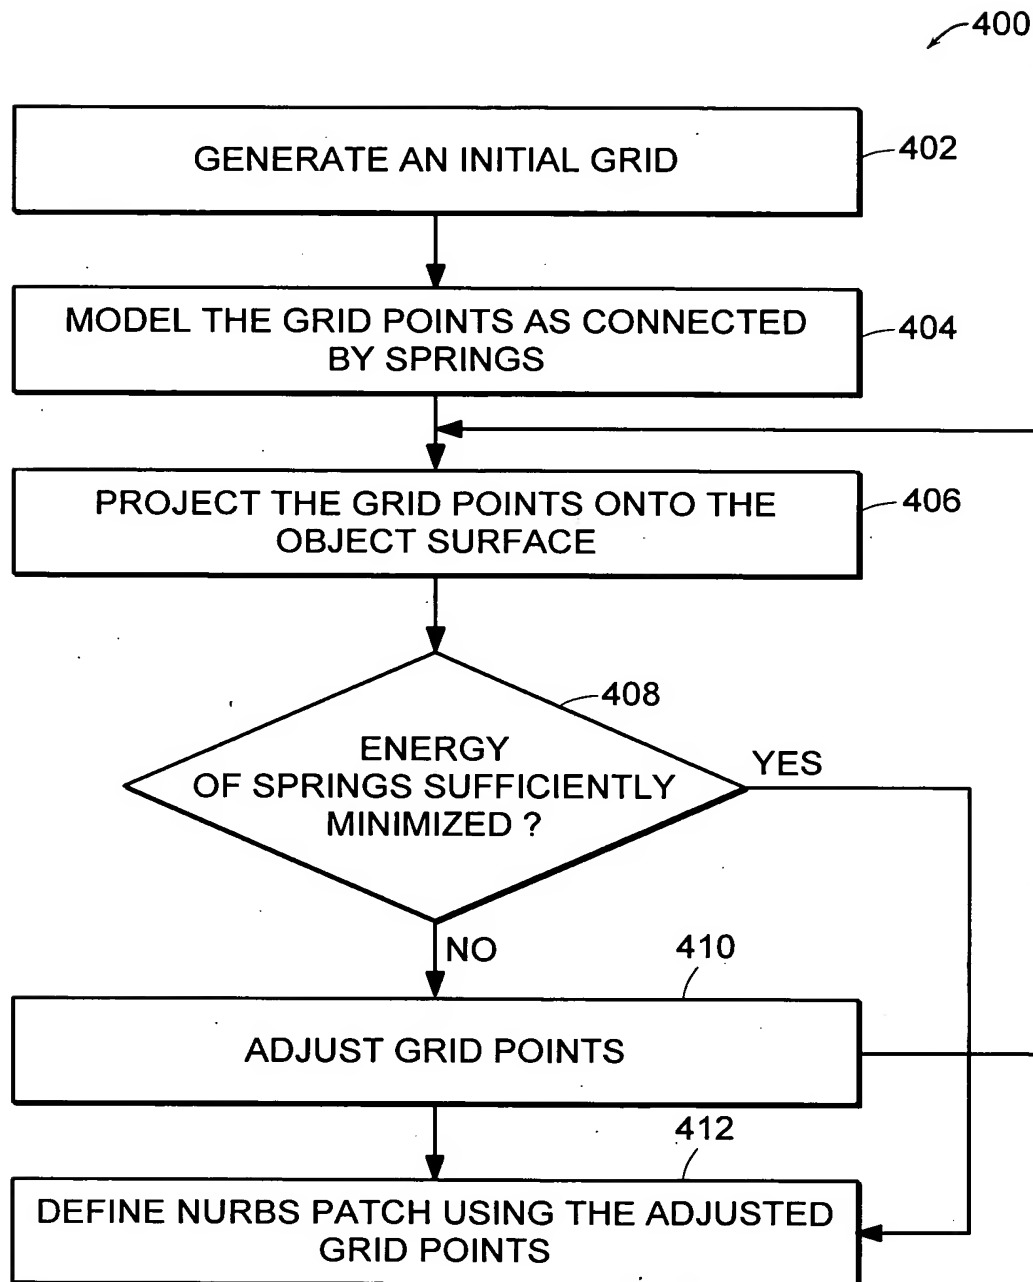 400
GENERATE AN INITIAL GRID
402
MODEL THE GRID POINTS AS CONNECTED
BY SPRINGS
404
PROJECT THE GRID POINTS ONTO THE
OBJECT SURFACE
406
408
ENERGY
OF SPRINGS SUFFICIENTLY
MINIMIZED ?
YES
NO
410
ADJUST GRID POINTS
412
DEFINE NURBS PATCH USING THE ADJUSTED
GRID POINTS